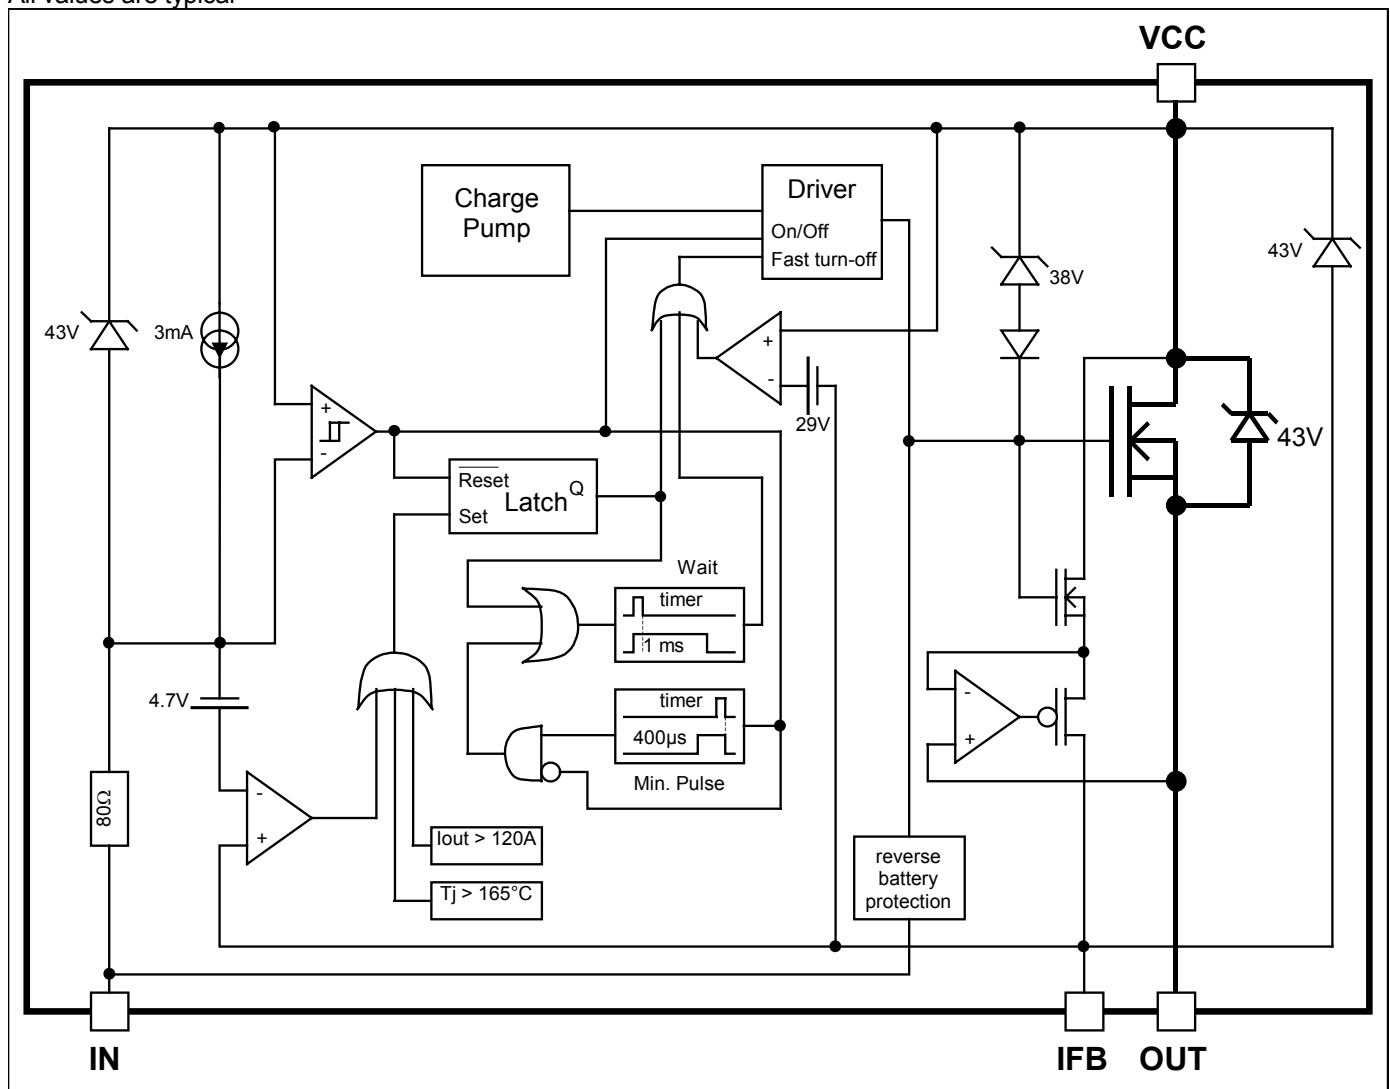 All values are typical
VCC
Charge
Pump
Driver
On/Off
Fast turn-off
43V
3mA
38V
43V
+
-
+
-
29V
43V
Reset
Latch
Q
Set
Wait
timer
1 ms
timer
400µs
Min. Pulse
4.7V
80Ω
-
+
-
+
Iout > 120A
Tj > 165°C
reverse
battery
protection
IN
IFB
OUT